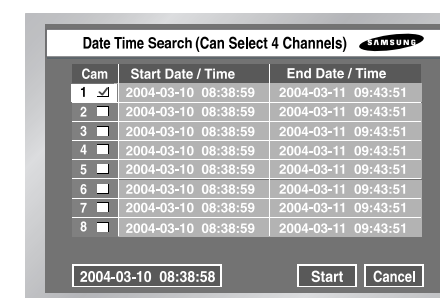 Date Time Search (Can Select 4 Channels) SAMSUNG
Cam Start Date / Time End Date / Time
1 2004-03-10 08:38:59 2004-03-11 09:43:51
2 2004-03-10 08:38:59 2004-03-11 09:43:51
3 2004-03-10 08:38:59 2004-03-11 09:43:51
4 2004-03-10 08:38:59 2004-03-11 09:43:51
5 2004-03-10 08:38:59 2004-03-11 09:43:51
6 2004-03-10 08:38:59 2004-03-11 09:43:51
7 2004-03-10 08:38:59 2004-03-11 09:43:51
8 2004-03-10 08:38:59 2004-03-11 09:43:51
2004-03-10 08:38:58 Start Cancel